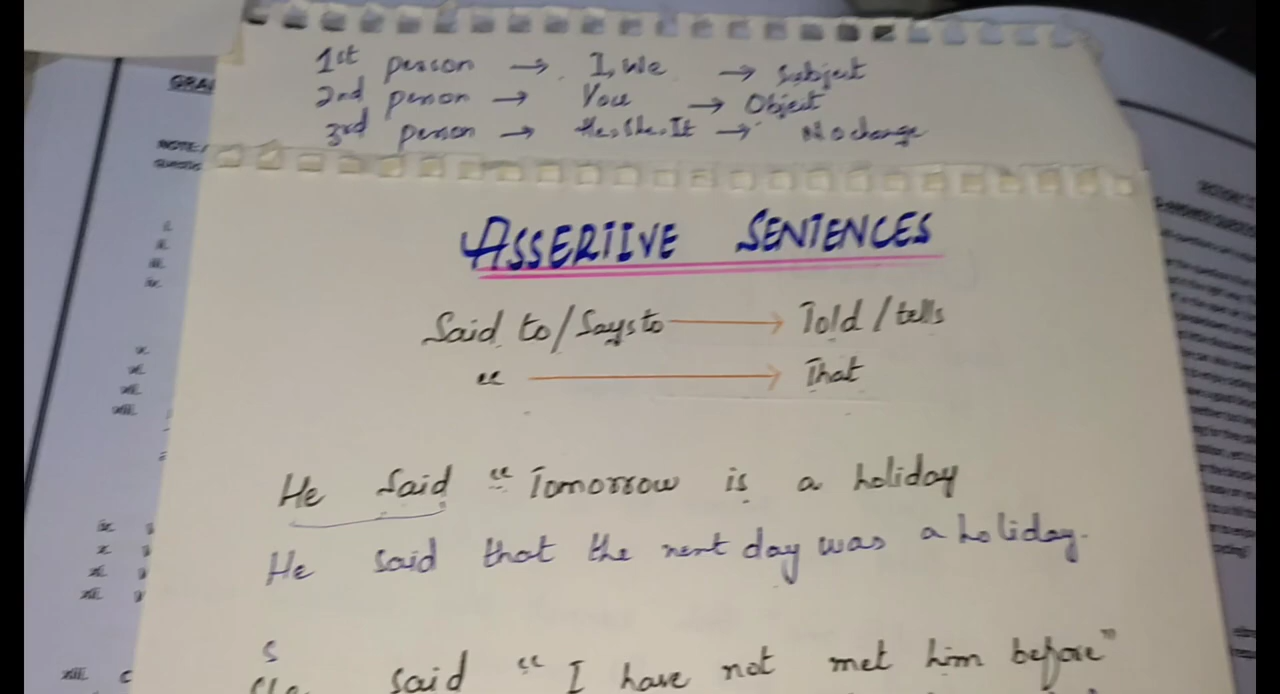 1st person → I, We → Subject
2nd person → You → Object
3rd person → He, She, It → No change
ASSERTIVE SENTENCES
Said to/Says to → Told/tells
“ → That
He Said “Tomorrow is a holiday
He said that the next day was a holiday.
S
said “I have not met him before”